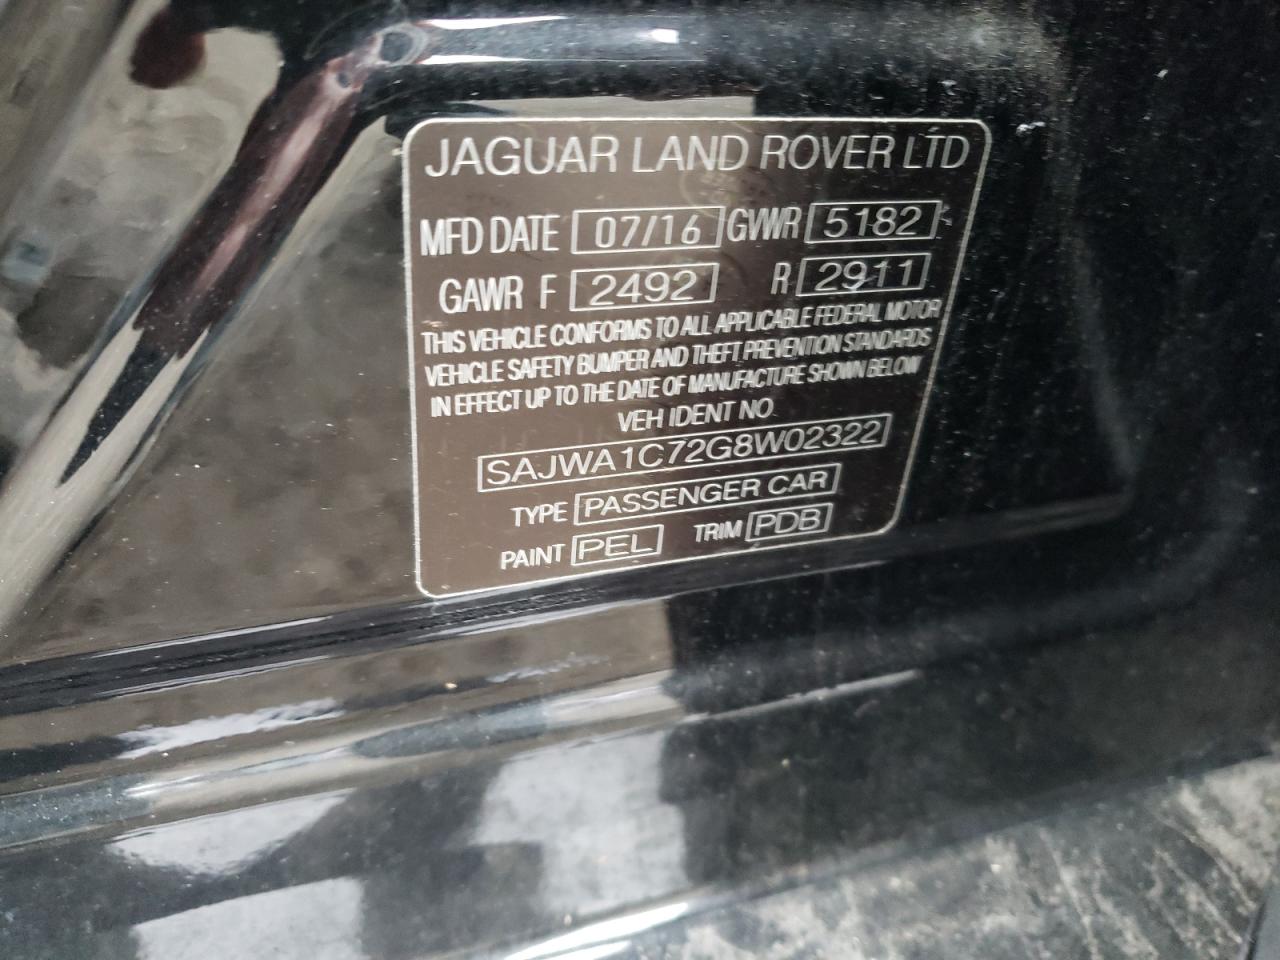 JAGUAR LAND ROVER LTD
MFD DATE 07/16 GVWR 5182
GAWR F 2492 R 2911
THIS VEHICLE CONFORMS TO ALL APPLICABLE FEDERAL MOTOR
VEHICLE SAFETY BUMPER AND THEFT PREVENTION STANDARDS
IN EFFECT UP TO THE DATE OF MANUFACTURE SHOWN BELOW
VEH IDENT NO
SAJWA1C72G8W02322
TYPE PASSENGER CAR
PAINT PEL TRIM PDB